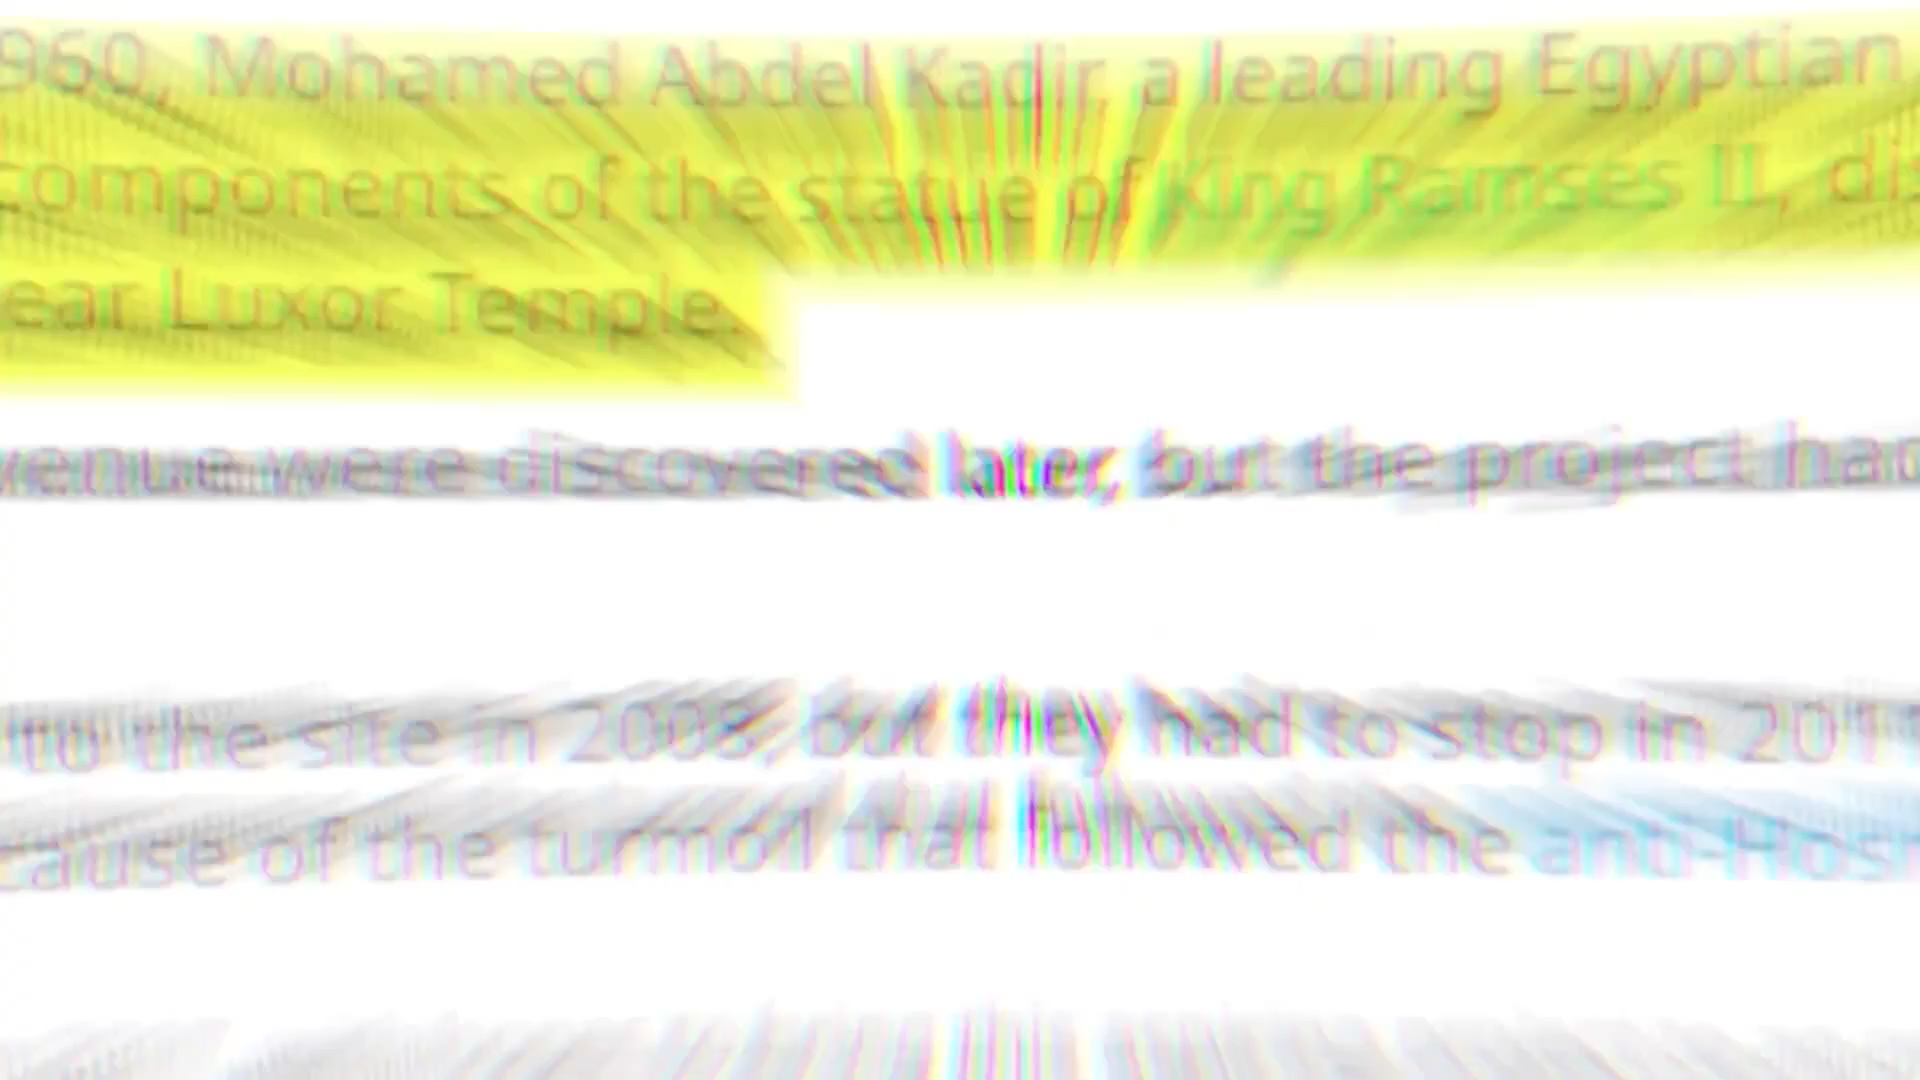 960, Mohamed Abdel Kadir, a leading Egyptian
components of the statue of King Ramses II, dis
ear Luxor Temple.
venue were discovered later, but the project had
to the site in 2008, but they had to stop in 201
cause of the turmoil that followed the anti-Hosn